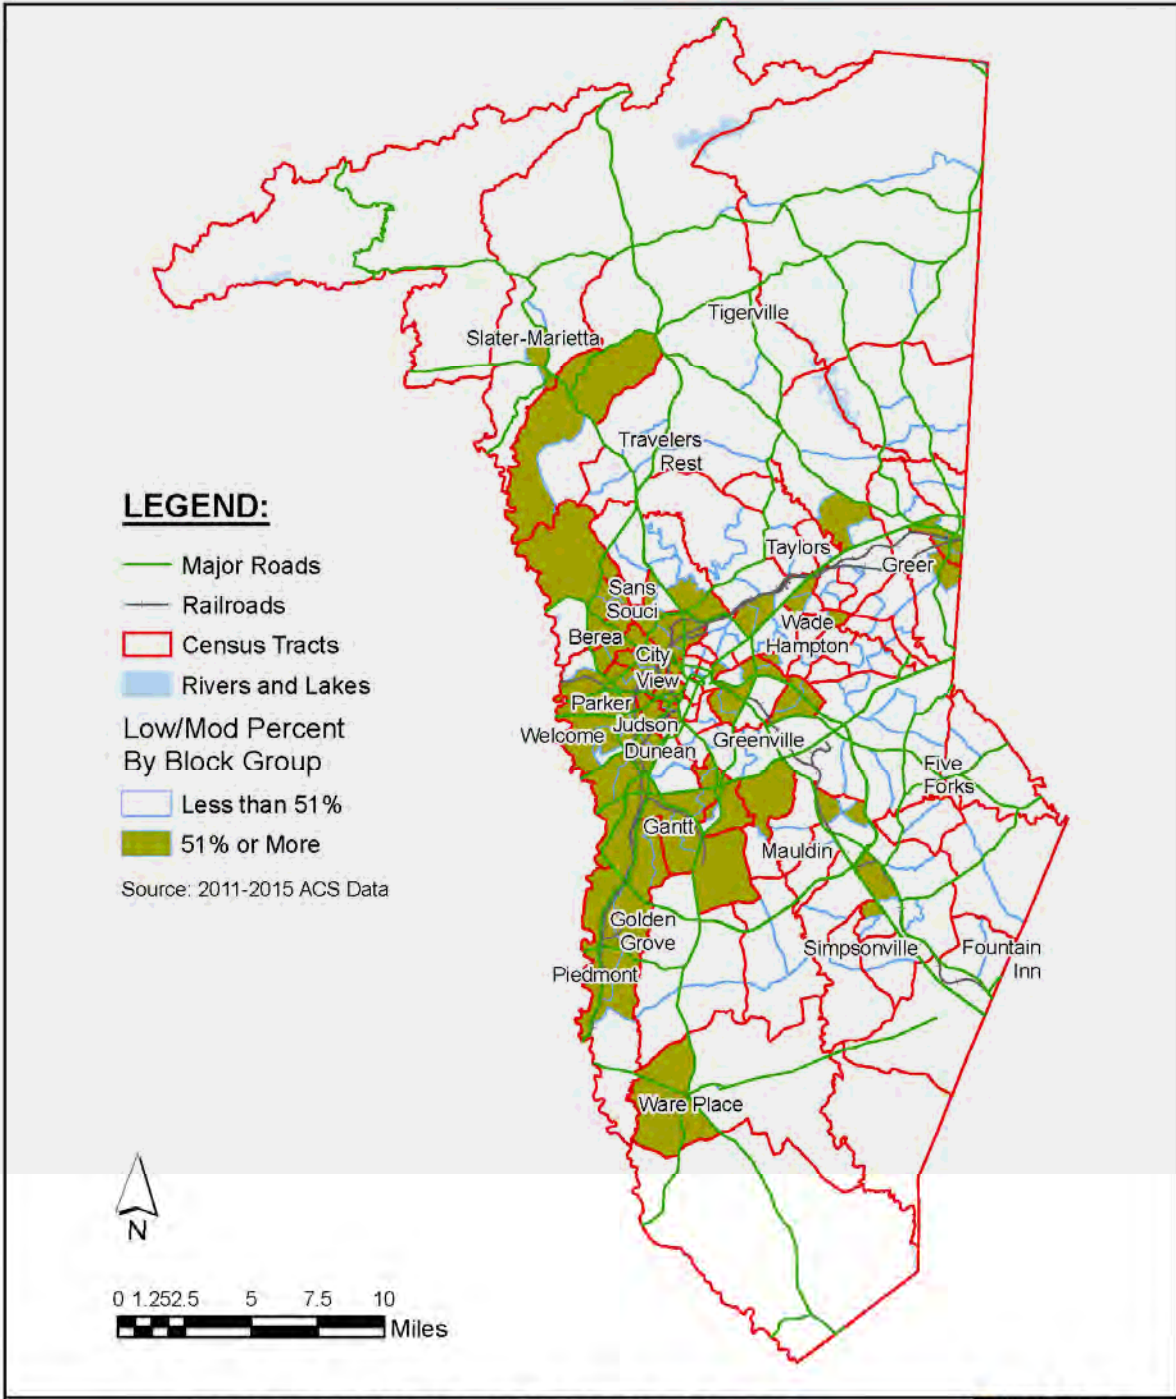 Tigerville
Slater-Marietta
Travelers
Rest
LEGEND:
Major Roads
Railroads
Census Tracts
Rivers and Lakes
Low/Mod Percent
By Block Group
Less than 51%
51% or More
Source: 2011-2015 ACS Data
Taylors
Greer
Sans
Souci
Wade
Hampton
Berea
City
View
Parker
Judson
Welcome
Dunean
Greenville
Five
Forks
Gantt
Mauldin
Golden
Grove
Simpsonville
Fountain
Inn
Piedmont
Ware Place
N
0 1.252.5 5 7.5 10
Miles